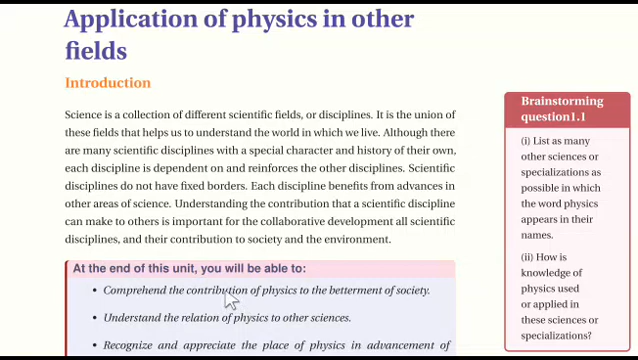 Application of physics in other
fields
Introduction
Science is a collection of different scientific fields, or disciplines. It is the union of
these fields that helps us to understand the world in which we live. Although there
are many scientific disciplines with a special character and history of their own,
each discipline is dependent on and reinforces the other disciplines. Scientific
disciplines do not have fixed borders. Each discipline benefits from advances in
other areas of science. Understanding the contribution that a scientific discipline
can make to others is important for the collaborative development all scientific
disciplines, and their contribution to society and the environment.
At the end of this unit, you will be able to:
• Comprehend the contribution of physics to the betterment of society.
• Understand the relation of physics to other sciences.
• Recognize and appreciate the place of physics in advancement of
Brainstorming
question1.1
(i) List as many
other sciences or
specializations as
possible in which
the word physics
appears in their
names.
(ii) How is
knowledge of
physics used
or applied in
these sciences or
specializations?